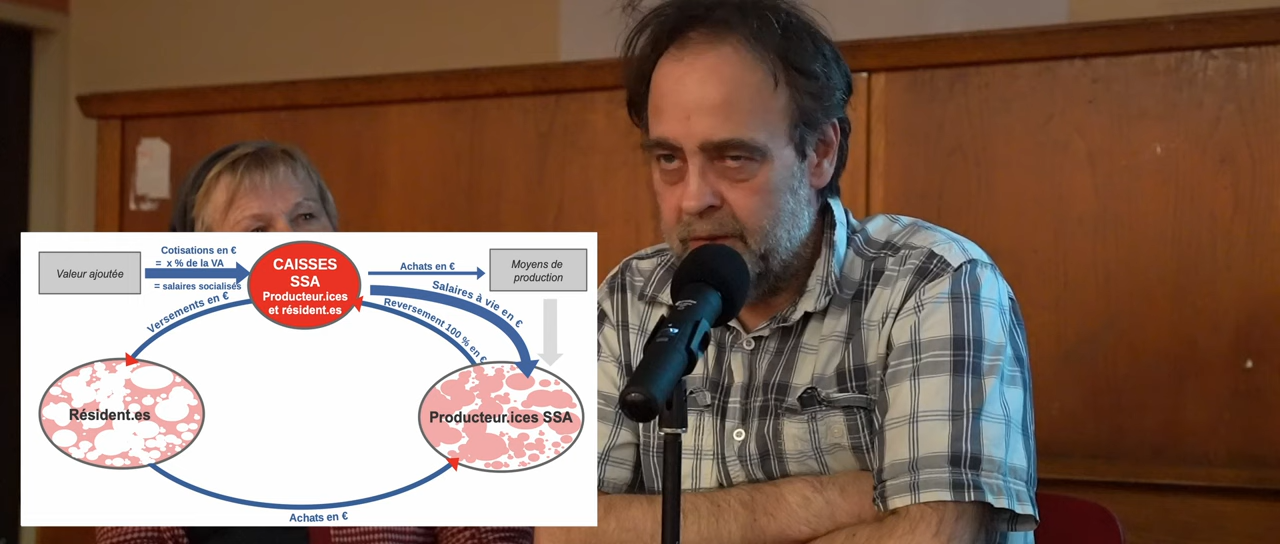 Valeur ajoutée
Cotisations en €
= x % de la VA
= salaires socialisés
CAISSES
SSA
Producteur.ices
et résident.es
Achats en €
Moyens de
production
Salaires à vie en €
Reversement 100 % en €
Versements en €
Résident.es
Producteur.ices SSA
Achats en €